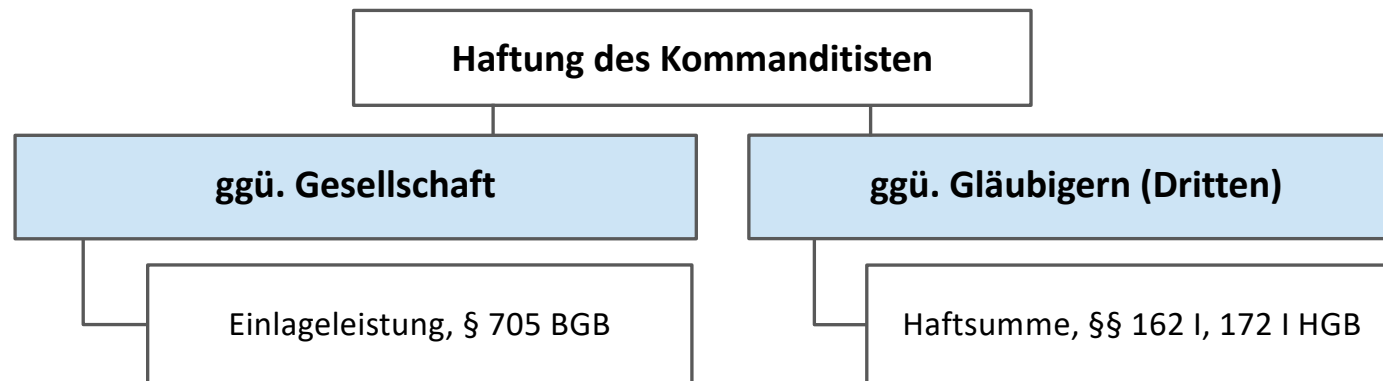 Haftung des Kommanditisten
ggü. Gesellschaft
ggü. Gläubigern (Dritten)
Einlageleistung, § 705 BGB
Haftsumme, §§ 162 I, 172 I HGB